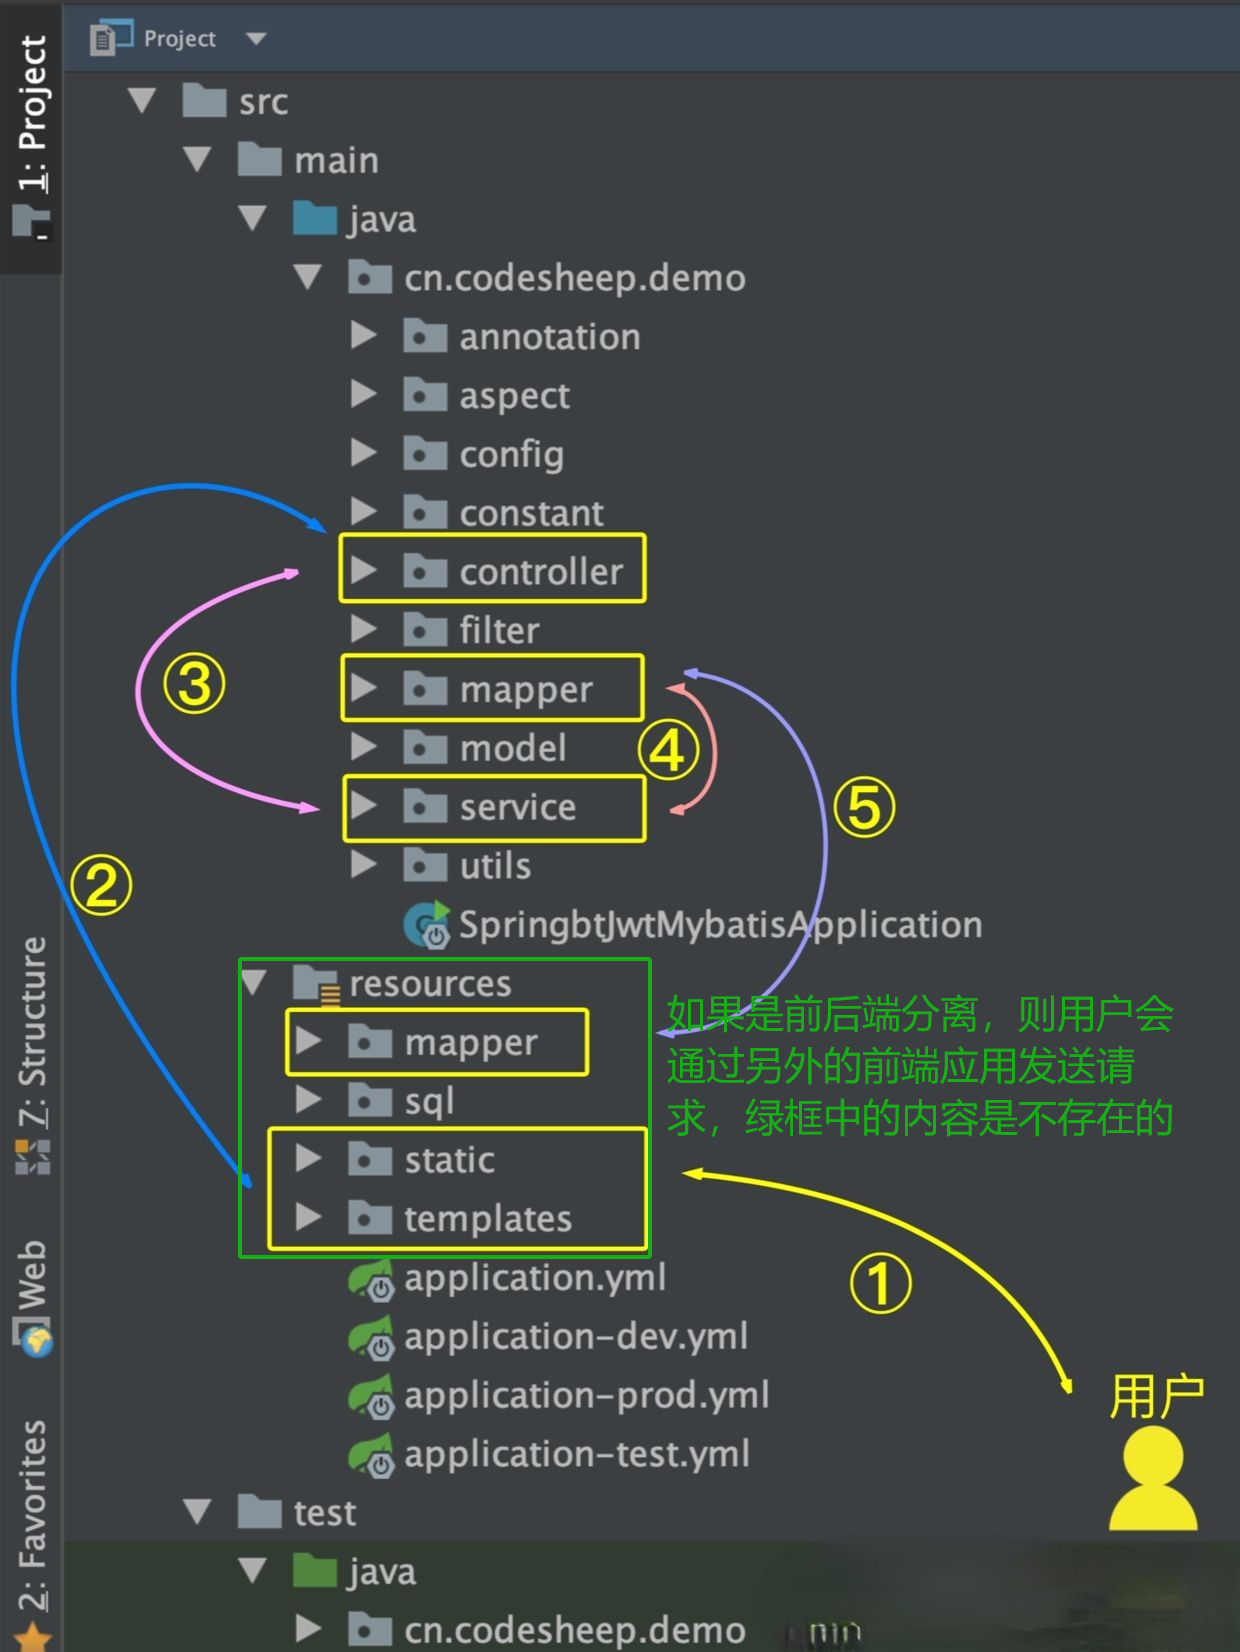 Project
src
main
java
cn.codesheep.demo
annotation
aspect
config
constant
controller
filter
mapper
model
service
utils
SpringbtJwtMybatisApplication
resources
mapper
sql
static
templates
application.yml
application-dev.yml
application-prod.yml
application-test.yml
test
java
cn.codesheep.demo
1: Project
7: Structure
Web
2: Favorites
①
②
③
④
⑤
如果是前后端分离，则用户会
通过另外的前端应用发送请
求，绿框中的内容是不存在的
用户